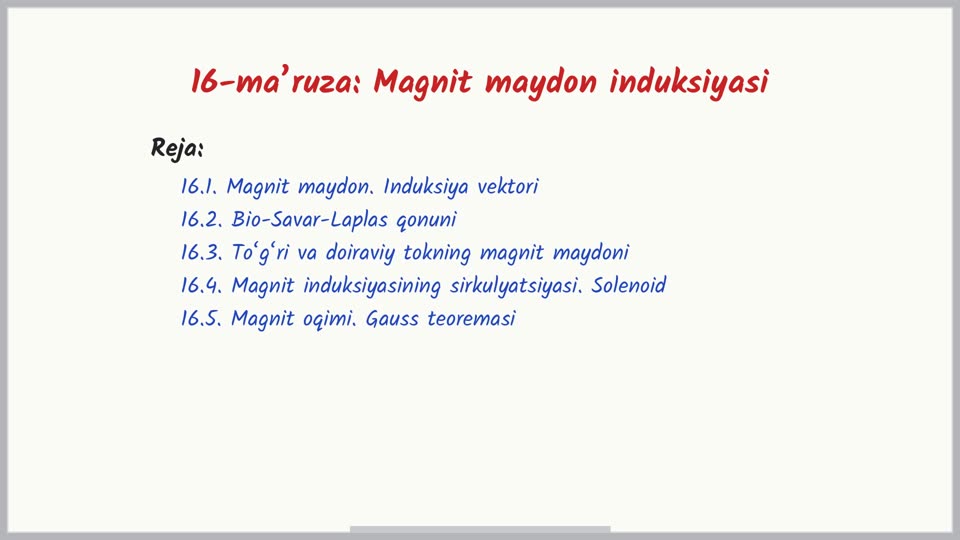 16-ma’ruza: Magnit maydon induksiyasi
Reja:
16.1. Magnit maydon. Induksiya vektori
16.2. Bio-Savar-Laplas qonuni
16.3. To‘g‘ri va doiraviy tokning magnit maydoni
16.4. Magnit induksiyasining sirkulyatsiyasi. Solenoid
16.5. Magnit oqimi. Gauss teoremasi